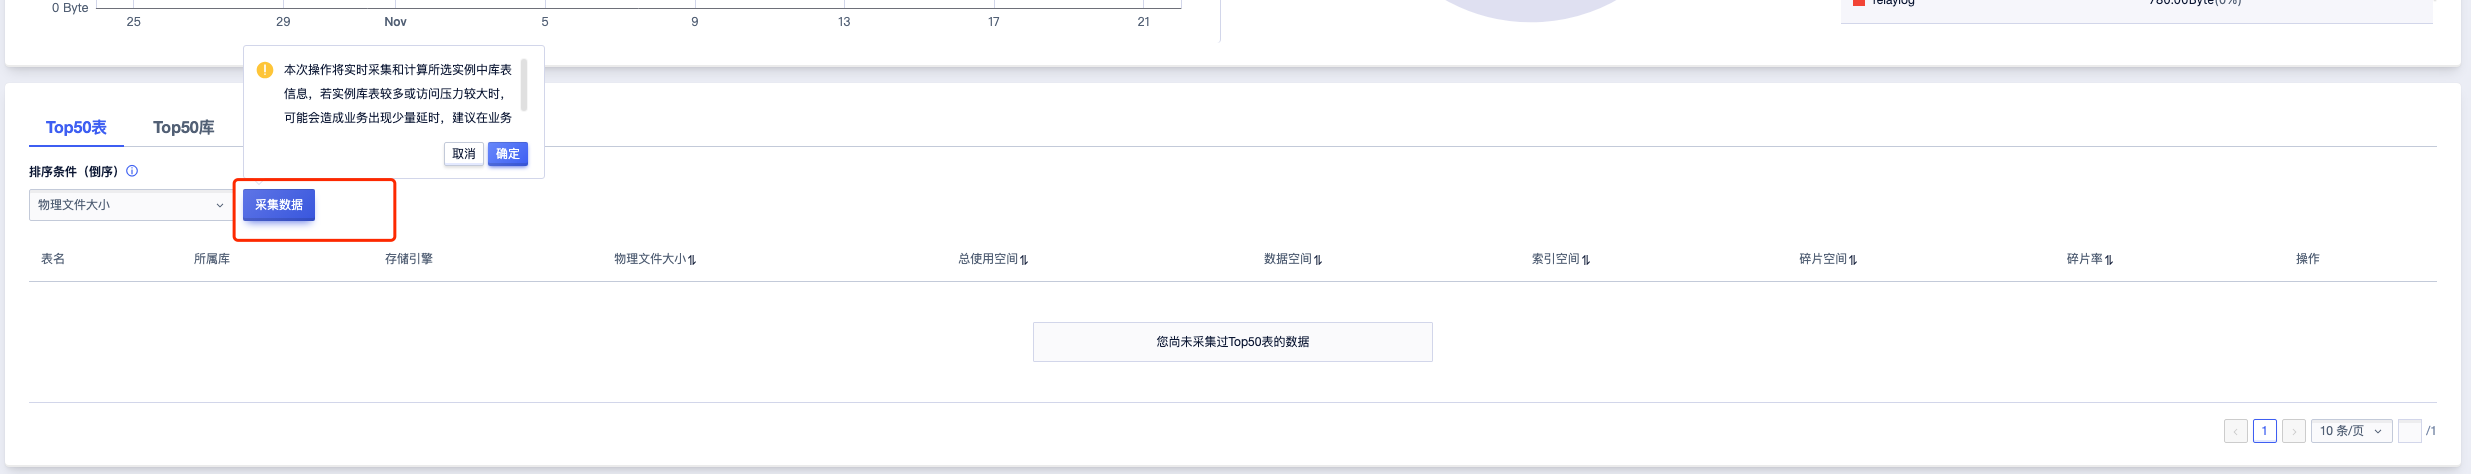 0 Byte
25 29 Nov 5 9 13 17 21
relaylog 780.00Byte(0%)
本次操作将实时采集和计算所选实例中库表
信息，若实例库表较多或访问压力较大时，
可能会造成业务出现少量延时，建议在业务
取消 确定
Top50表 Top50库
排序条件（倒序）
物理文件大小
采集数据
表名 所属库 存储引擎 物理文件大小 总使用空间 数据空间 索引空间 碎片空间 碎片率 操作
您尚未采集过Top50表的数据
1 10 条/页 /1